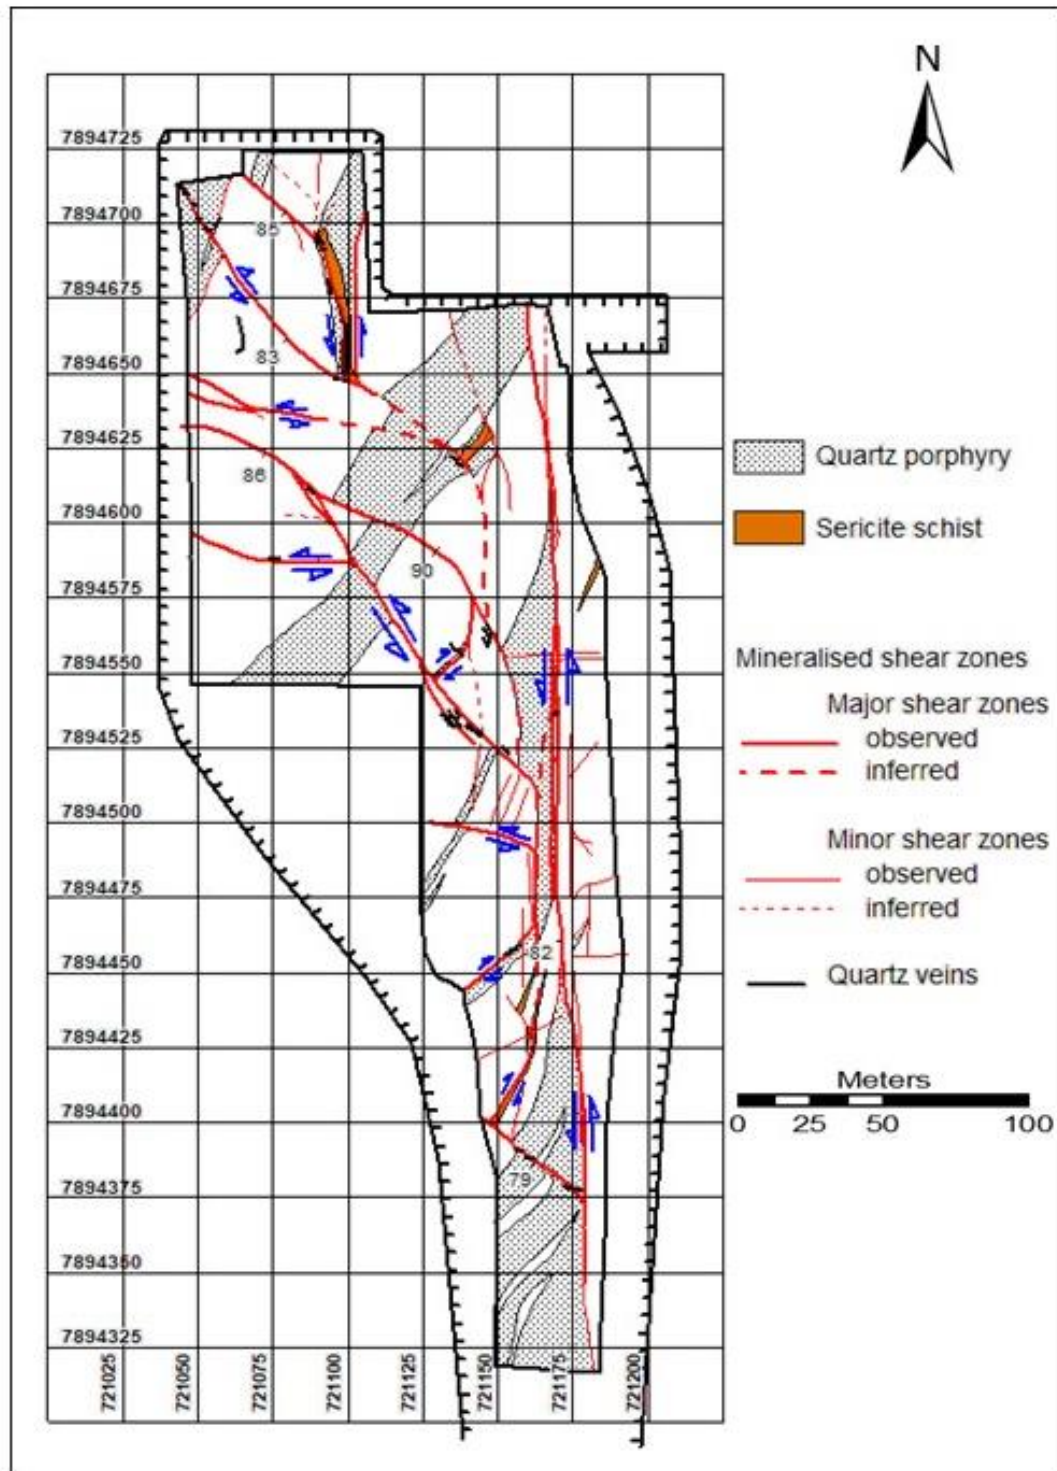 N
7894725
7894700
85
7894675
7894650
83
7894625
86
7894600
90
7894575
7894550
7894525
7894500
7894475
7894450
82
7894425
7894400
7894375
79
7894350
7894325
721025
721050
721075
721100
721125
721150
721175
721200
Quartz porphyry
Sericite schist
Mineralised shear zones
Major shear zones
observed
inferred
Minor shear zones
observed
inferred
Quartz veins
Meters
0 25 50 100